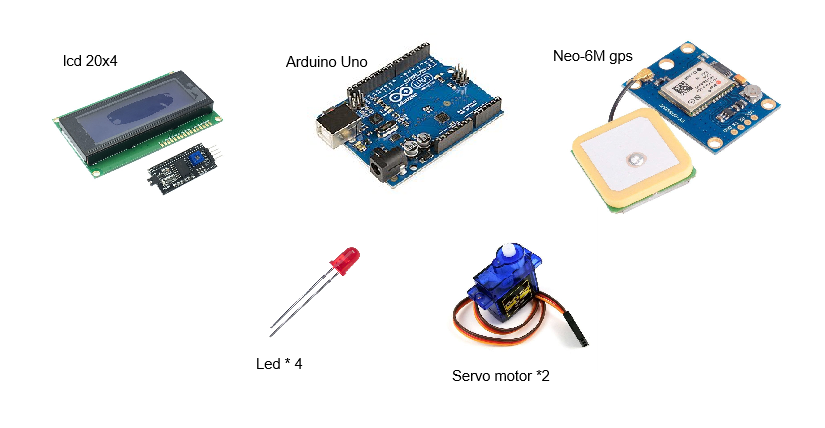 lcd 20x4
Arduino Uno
Neo-6M gps
Led * 4
Servo motor *2